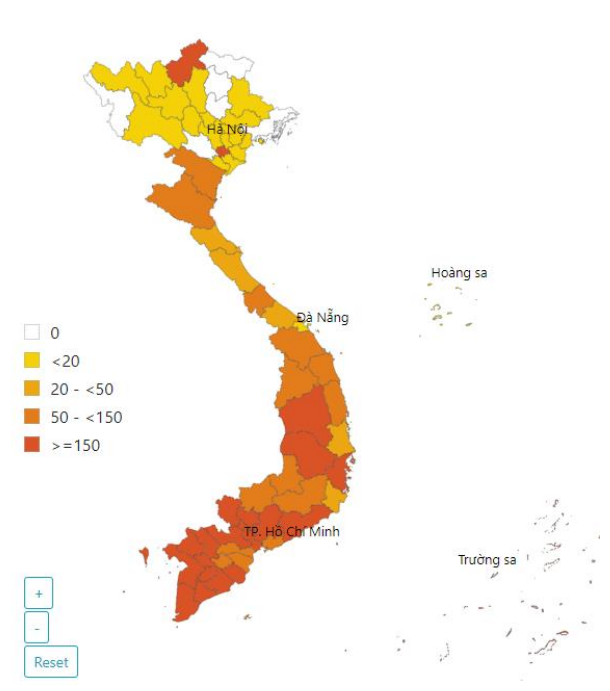 Hà Nội
Hoàng sa
Đà Nẵng
0
<20
20 - <50
50 - <150
>=150
TP. Hồ Chí Minh
Trường sa
+
-
Reset